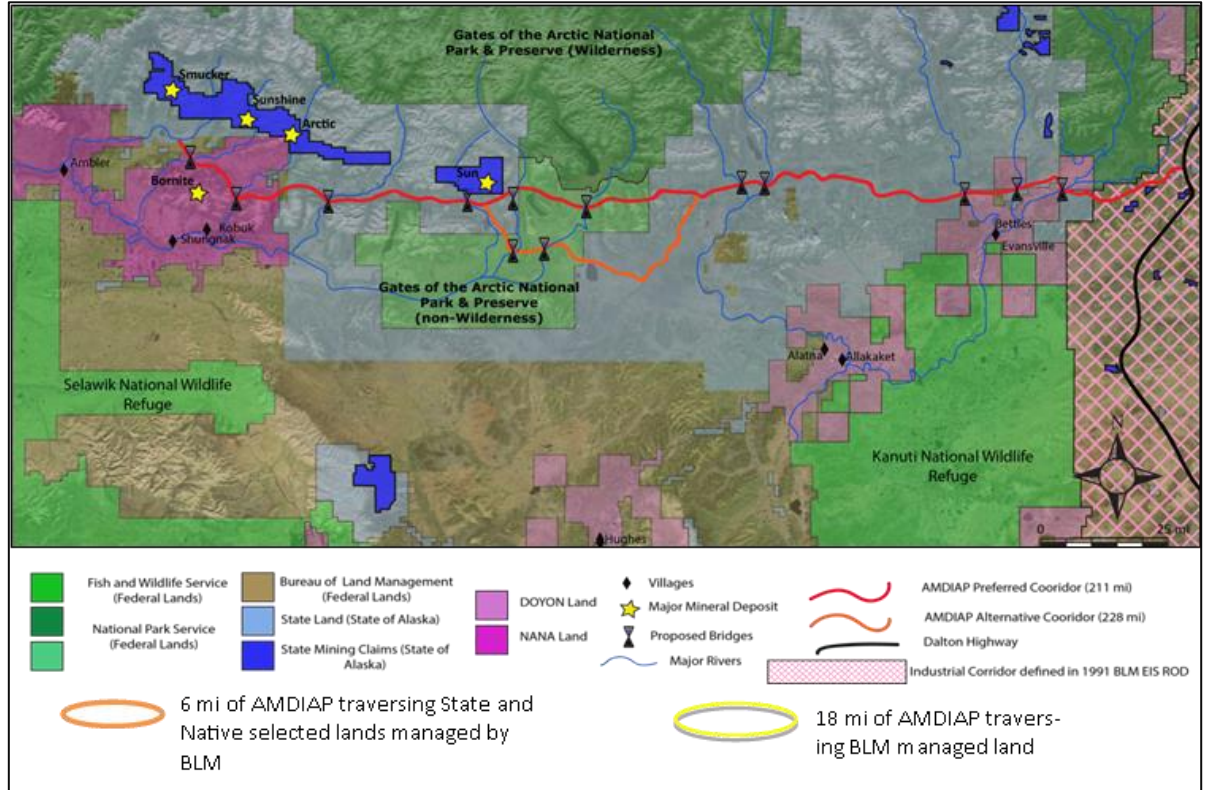 Gates of the Arctic National
Park & Preserve (Wilderness)
Smucker
Sunshine
Arctic
Ambler
Bornite
Sun
Kobuk
Shungnak
Bettles
Evansville
Gates of the Arctic National
Park & Preserve
(non-Wilderness)
Alatna
Allakaket
Selawik National Wildlife
Refuge
Kanuti National Wildlife
Refuge
N
Hughes
0
25 mi
Fish and Wildlife Service
(Federal Lands)
National Park Service
(Federal Lands)
Bureau of Land Management
(Federal Lands)
State Land (State of Alaska)
State Mining Claims (State of
Alaska)
DOYON Land
NANA Land
Villages
Major Mineral Deposit
Proposed Bridges
Major Rivers
AMDIAP Preferred Cooridor (211 mi)
AMDIAP Alternative Cooridor (228 mi)
Dalton Highway
Industrial Corridor defined in 1991 BLM EIS ROD
6 mi of AMDIAP traversing State and
Native selected lands managed by
BLM
18 mi of AMDIAP travers-
ing BLM managed land